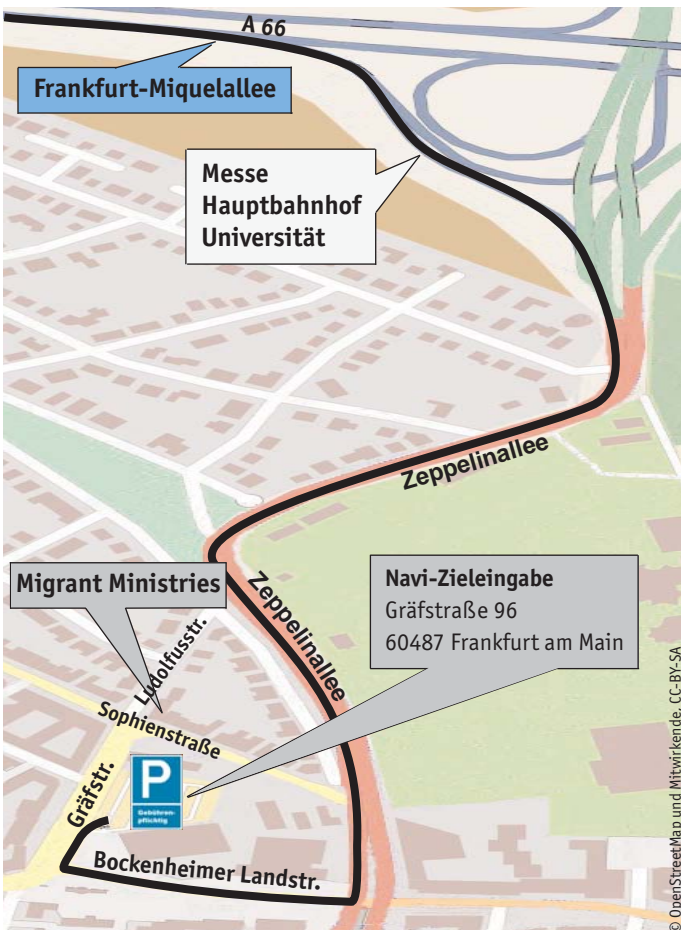 A 66
Frankfurt-Miquelallee
Messe
Hauptbahnhof
Universität
Zeppelinallee
Migrant Ministries
Zeppelinallee
Navi-Zieleingabe
Gräfstraße 96
60487 Frankfurt am Main
Ludolfusstr.
Sophienstraße
Gräfstr.
P
Gebühren-
pflichtig
Bockenheimer Landstr.
© OpenStreetMap und Mitwirkende, CC-BY-SA